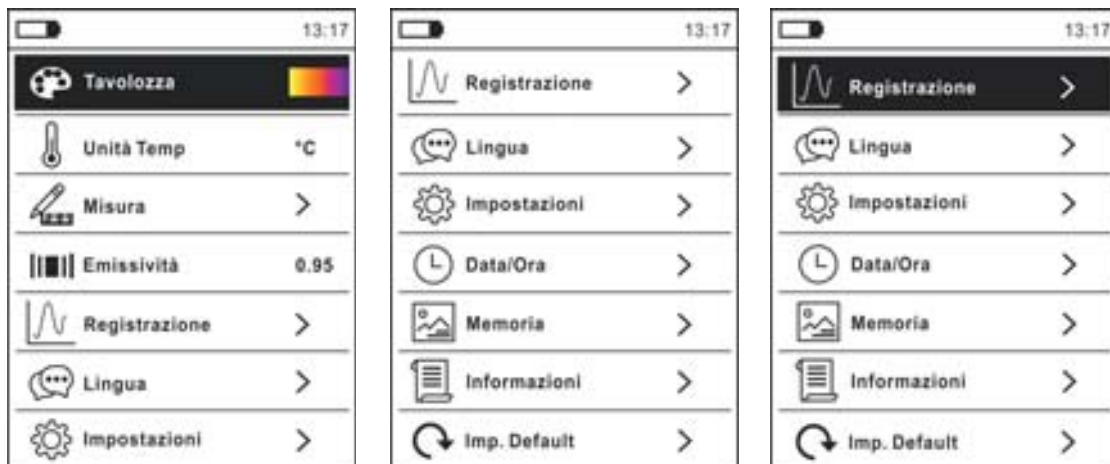 13:17
Tavolozza
Unità Temp °C
Misura
Emissività 0.95
Registrazione
Lingua
Impostazioni
13:17
Registrazione
Lingua
Impostazioni
Data/Ora
Memoria
Informazioni
Imp. Default
13:17
Registrazione
Lingua
Impostazioni
Data/Ora
Memoria
Informazioni
Imp. Default